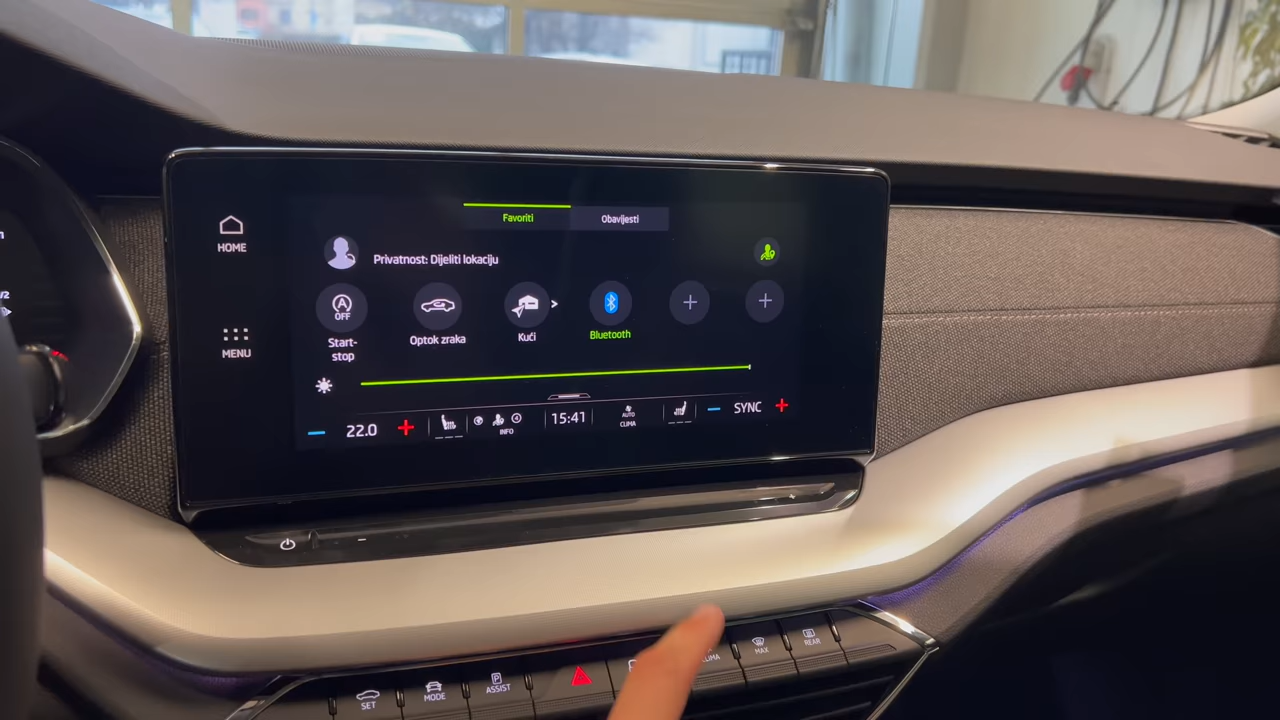 Favoriti
Obavijesti
HOME
Privatnost: Dijeliti lokaciju
A
OFF
Start-
stop
Optok zraka
Kući
Bluetooth
MENU
22.0
INFO
15:41
AUTO
CLIMA
SYNC
SET
MODE
P
ASSIST
MAX
REAR